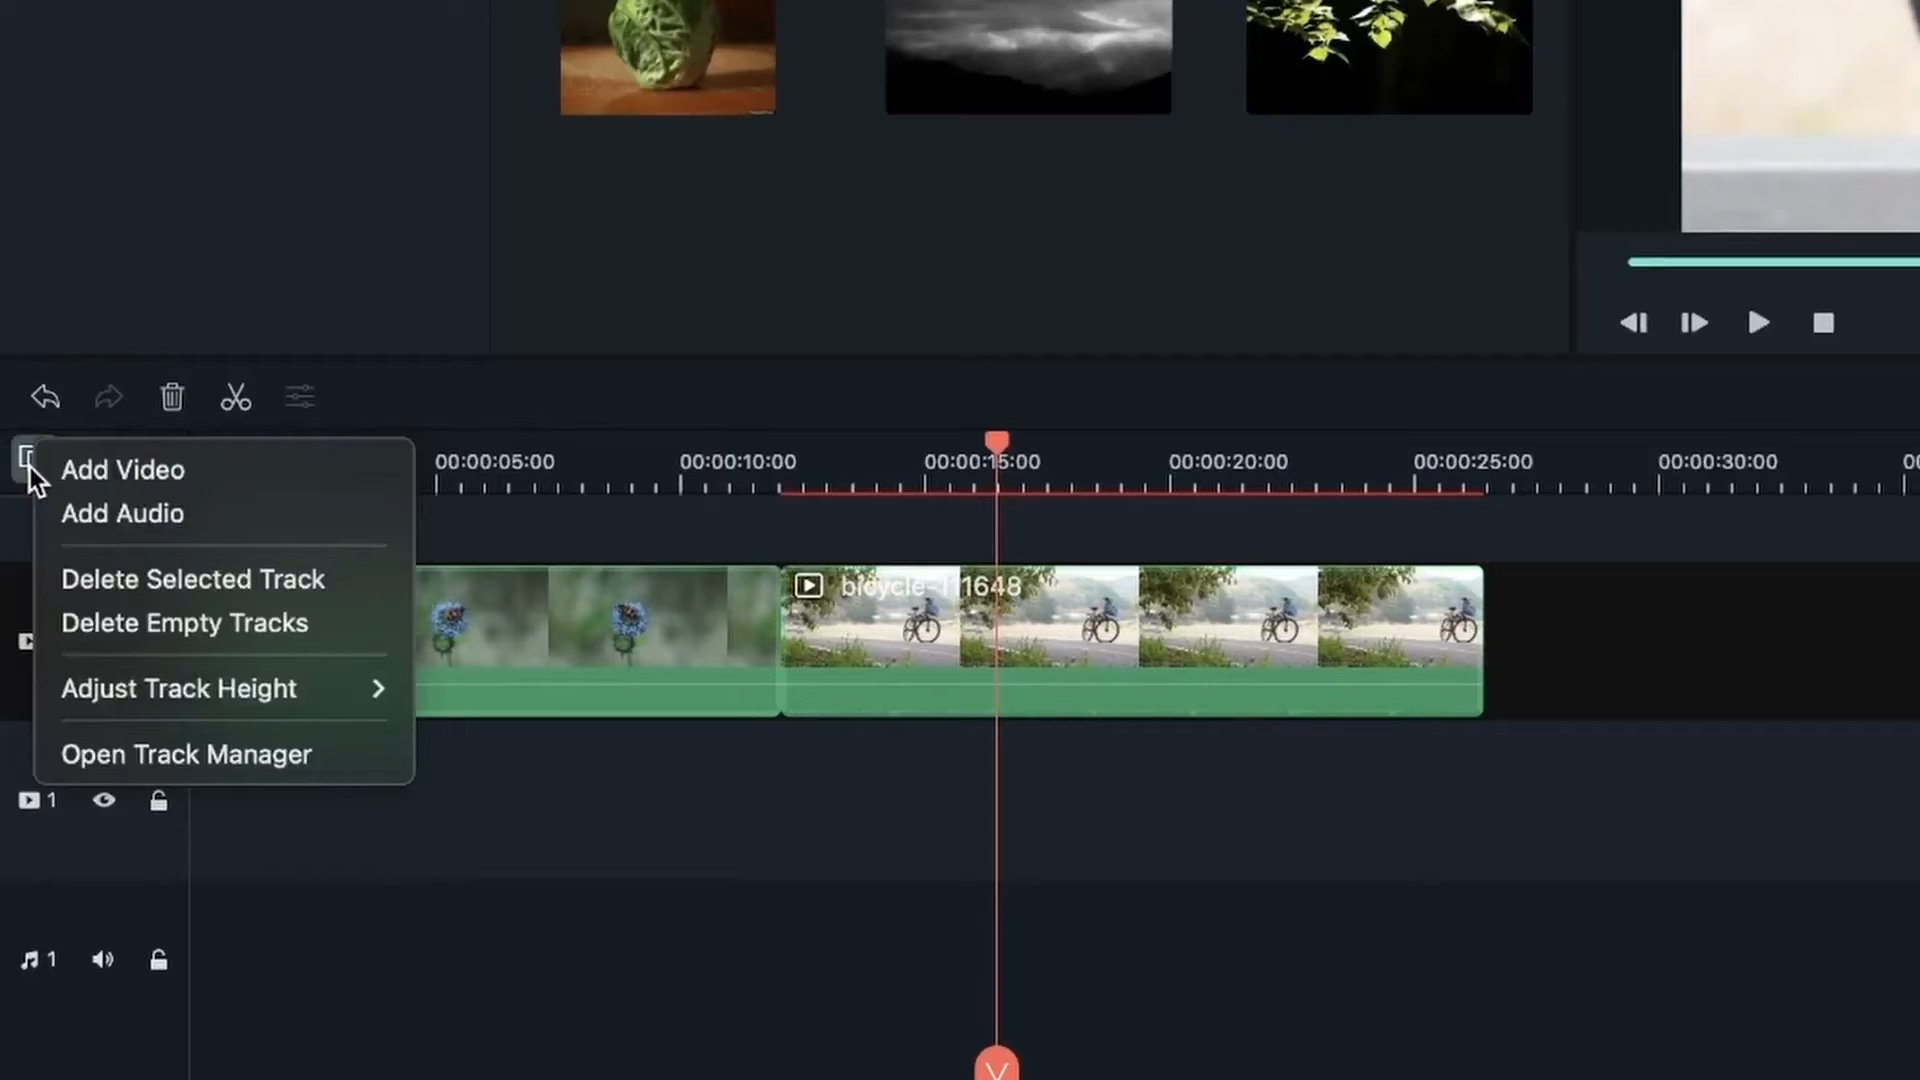 Add Video
Add Audio
Delete Selected Track
Delete Empty Tracks
Adjust Track Height
Open Track Manager
00:00:05:00
00:00:10:00
00:00:15:00
00:00:20:00
00:00:25:00
00:00:30:00
00
bicycle-111648
1
1